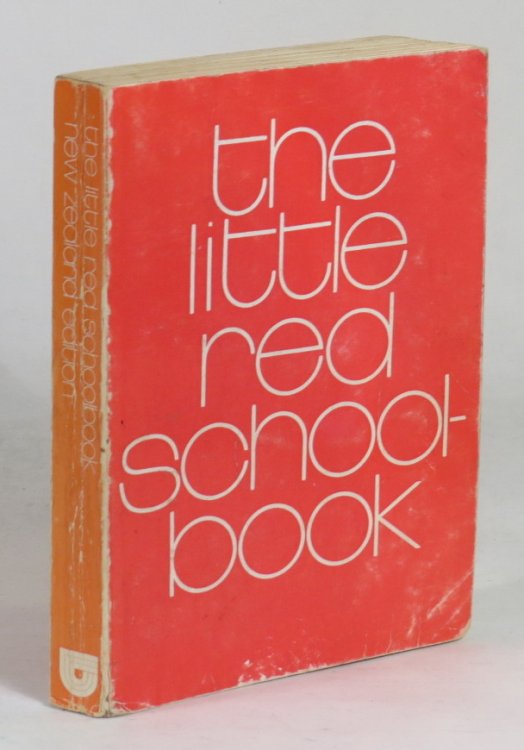 the
little
red
school-
book
the little red schoolbook
new zealand edition